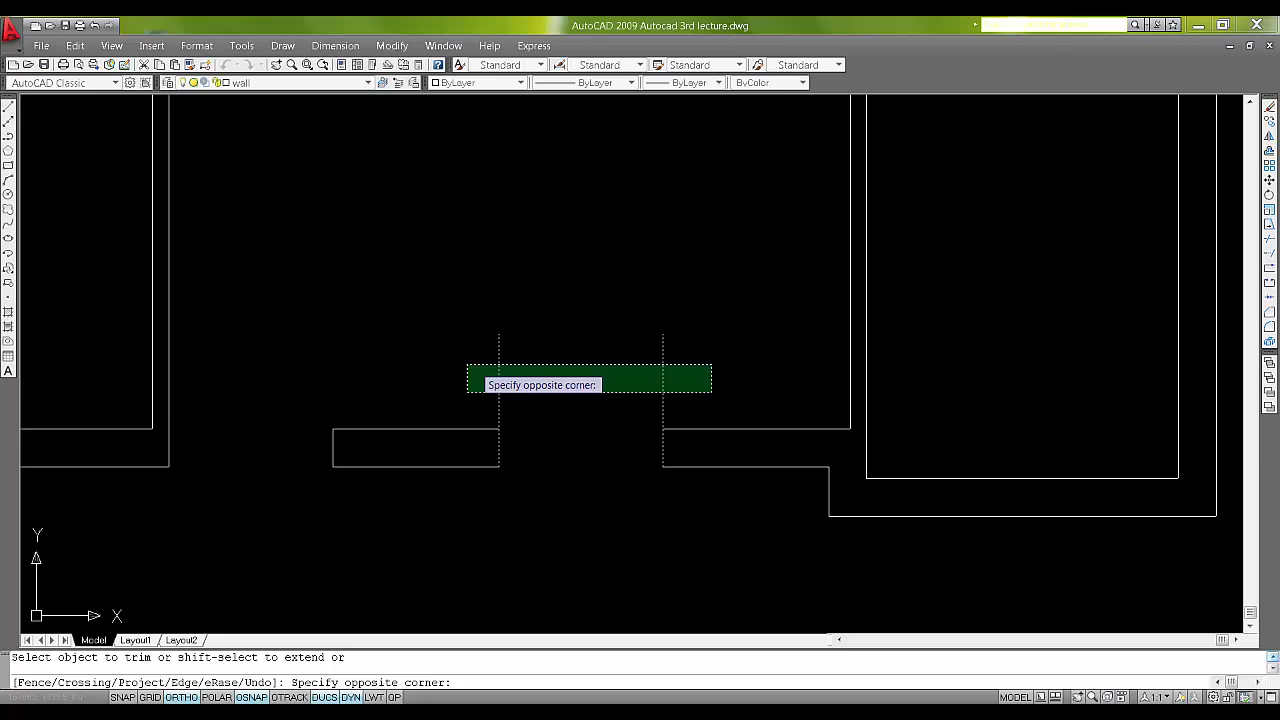 AutoCAD 2009 Autocad 3rd lecture.dwg
File Edit View Insert Format Tools Draw Dimension Modify Window Help Express
Standard Standard Standard Standard
AutoCAD Classic wall ByLayer ByLayer ByLayer ByColor
Specify opposite corner:
Y
X
Model Layout1 Layout2
Select object to trim or shift-select to extend or
[Fence/Crossing/Project/Edge/eRase/Undo]: Specify opposite corner:
SNAP GRID ORTHO POLAR OSNAP OTRACK DUCS DYN LWT QP MODEL 1:1